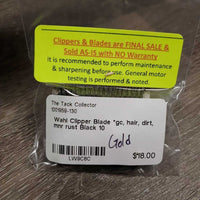 Clippers & Blades are FINAL SALE &
Sold AS-IS with NO Warranty
It is recommended to perform maintenance
& sharpening before use. General motor
testing is performed & noted.
The Tack Collector
Wahl Clipper Blade *gc, hair, dirt,
mnr rust Black 10
Gold
$18.00